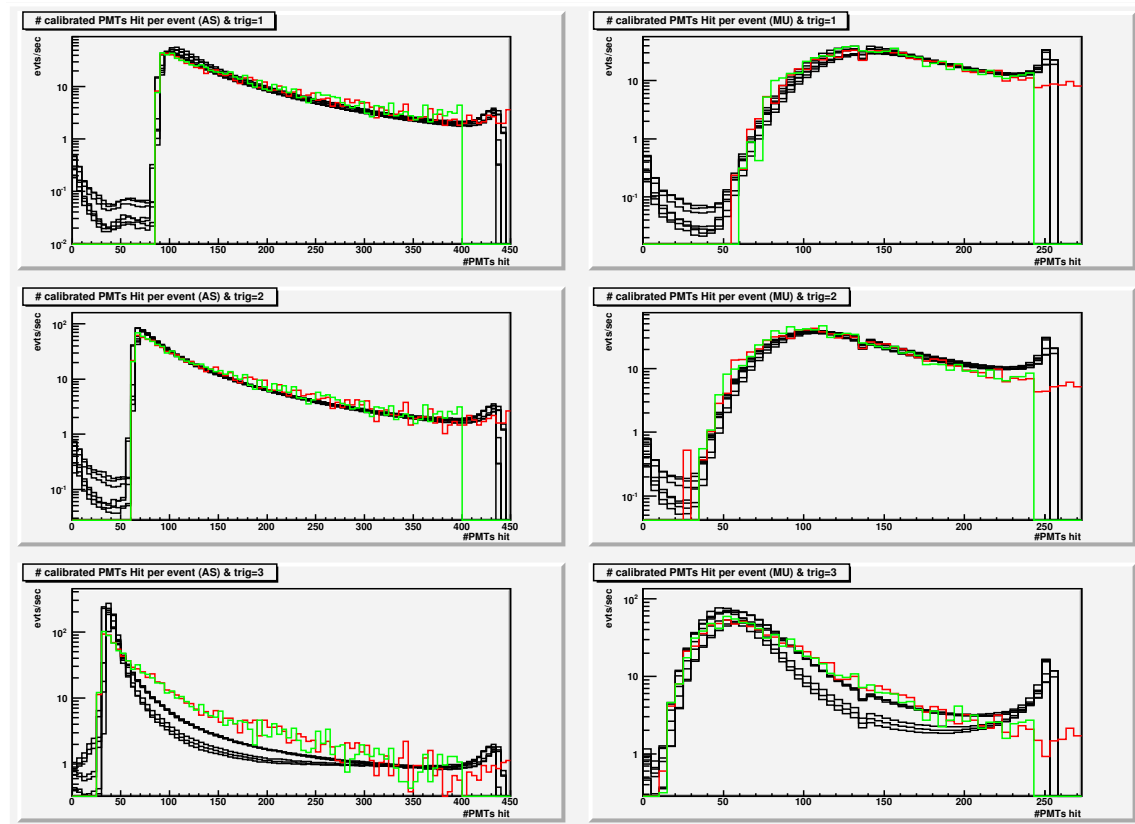 # calibrated PMTs Hit per event (AS) & trig=1
evts/sec
10
1
10-1
10-2
0 50 100 150 200 250 300 350 400 450
#PMTs hit
# calibrated PMTs Hit per event (MU) & trig=1
evts/sec
10
1
10-1
0 50 100 150 200 250
#PMTs hit
# calibrated PMTs Hit per event (AS) & trig=2
evts/sec
102
10
1
10-1
0 50 100 150 200 250 300 350 400 450
#PMTs hit
# calibrated PMTs Hit per event (MU) & trig=2
evts/sec
10
1
10-1
0 50 100 150 200 250
#PMTs hit
# calibrated PMTs Hit per event (AS) & trig=3
evts/sec
102
10
1
0 50 100 150 200 250 300 350 400 450
#PMTs hit
# calibrated PMTs Hit per event (MU) & trig=3
evts/sec
102
10
1
0 50 100 150 200 250
#PMTs hit